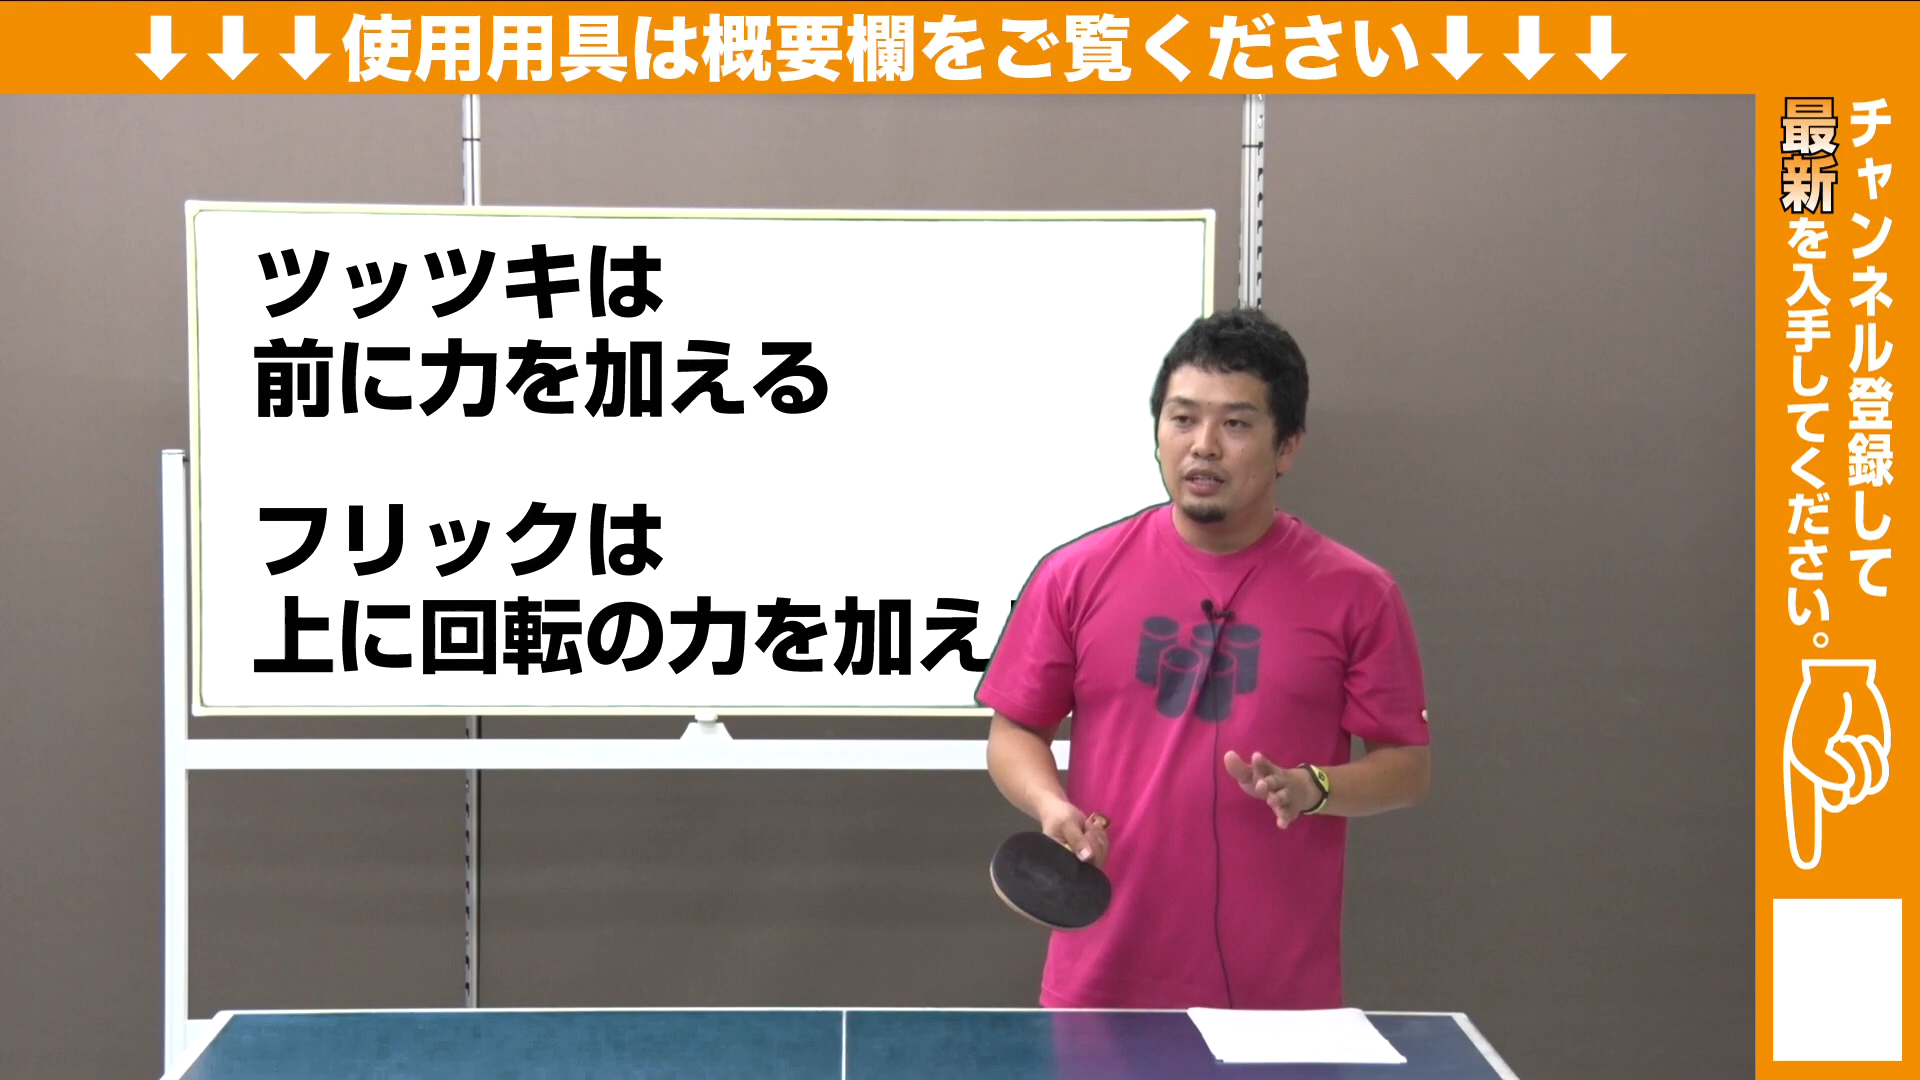 ↓↓↓使用用具は概要欄をご覧ください↓↓↓
ツッツキは
前に力を加える
フリックは
上に回転の力を加え
チャンネル登録して
最新を入手してください。